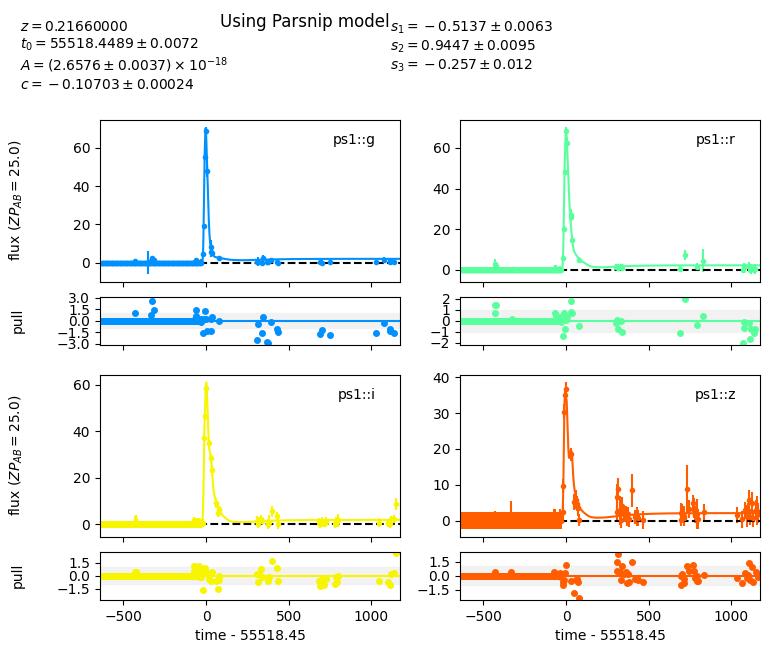 Using Parsnip model
z = 0.21660000
t₀ = 55518.4489 ± 0.0072
A = (2.6576 ± 0.0037) × 10⁻¹⁸
c = −0.10703 ± 0.00024
s₁ = −0.5137 ± 0.0063
s₂ = 0.9447 ± 0.0095
s₃ = −0.257 ± 0.012
flux (ZP_AB = 25.0)
60
40
20
0
ps1::g
60
40
20
0
ps1::r
pull
3.0
1.5
0.0
−1.5
−3.0
2
1
0
−1
−2
flux (ZP_AB = 25.0)
60
40
20
0
ps1::i
40
30
20
10
0
ps1::z
pull
1.5
0.0
−1.5
1.5
0.0
−1.5
−500 0 500 1000
−500 0 500 1000
time - 55518.45
time - 55518.45